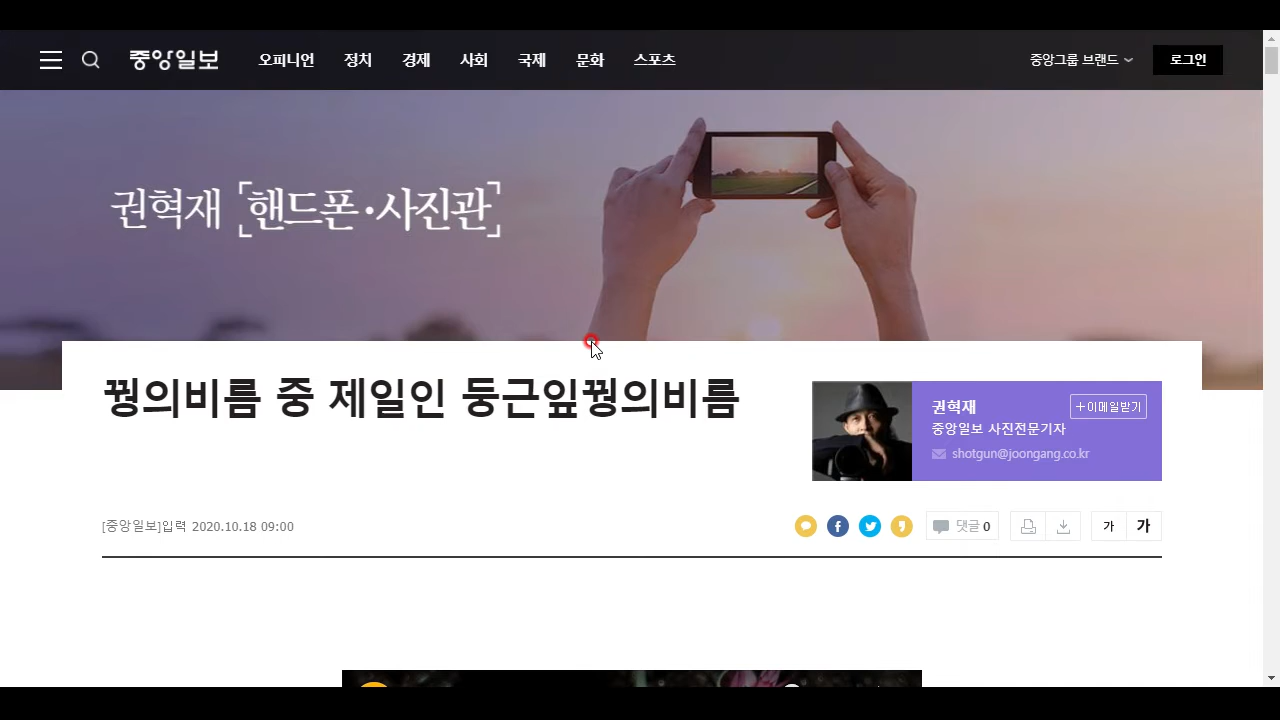 중앙일보 오피니언 정치 경제 사회 국제 문화 스포츠 중앙그룹 브랜드 로그인
권혁재 [핸드폰·사진관]
꿩의비름 중 제일인 둥근잎꿩의비름
권혁재 +이메일받기
중앙일보 사진전문기자
shotgun@joongang.co.kr
[중앙일보]입력 2020.10.18 09:00
댓글 0 가 가